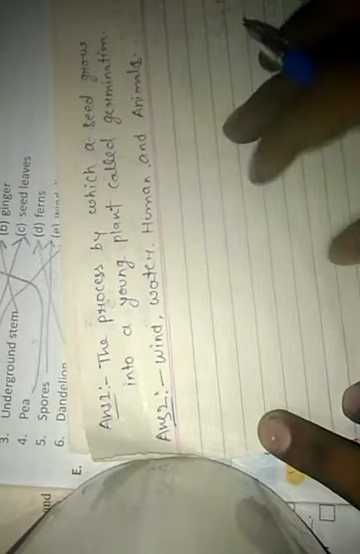 3. Underground stem
4. Pea
5. Spores
6. Dandelion
(b) ginger
(c) seed leaves
(d) ferns
(e) wind
E.
Ans1:- The process by which a seed grows
into a young plant called germination.
Ans2:- Wind, water, Human and Animals.